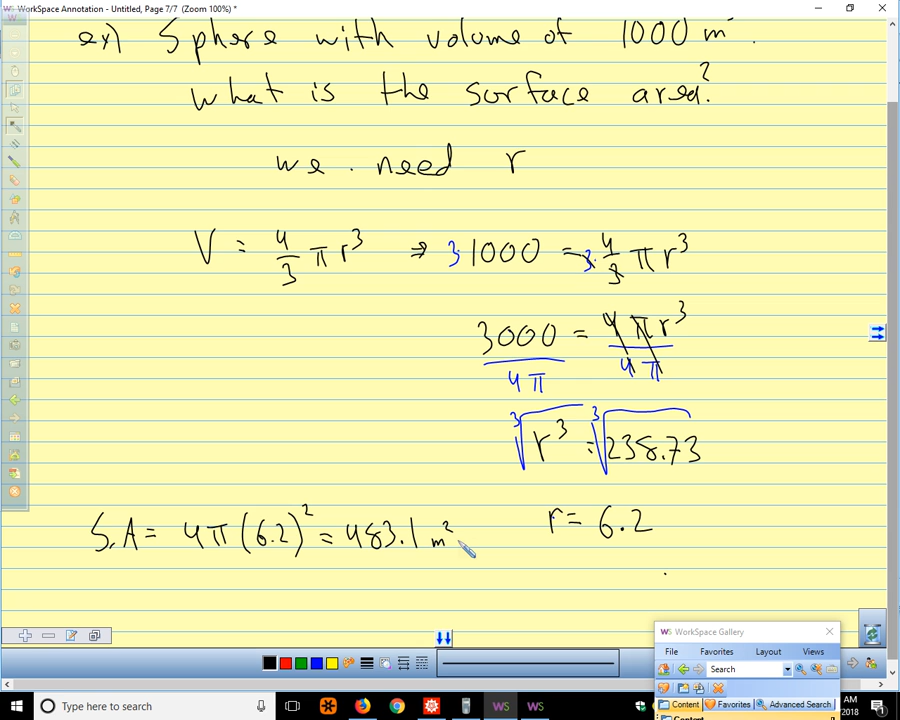 WorkSpace Annotation - Untitled, Page 7/7 (Zoom 100%) *
ex) Sphere with volume of 1000 m.
What is the surface area?
we need r
V = 4/3 π r³ ⇒ 3·1000 = 3·4/3 π r³
3000 = 4 π r³
4π 4π
³√r³ = ³√238.73
r = 6.2
S.A = 4π(6.2)² = 483.1 m²
WS WorkSpace Gallery
File Favorites Layout Views
Search
Content Favorites Advanced Search
Type here to search
AM
2018